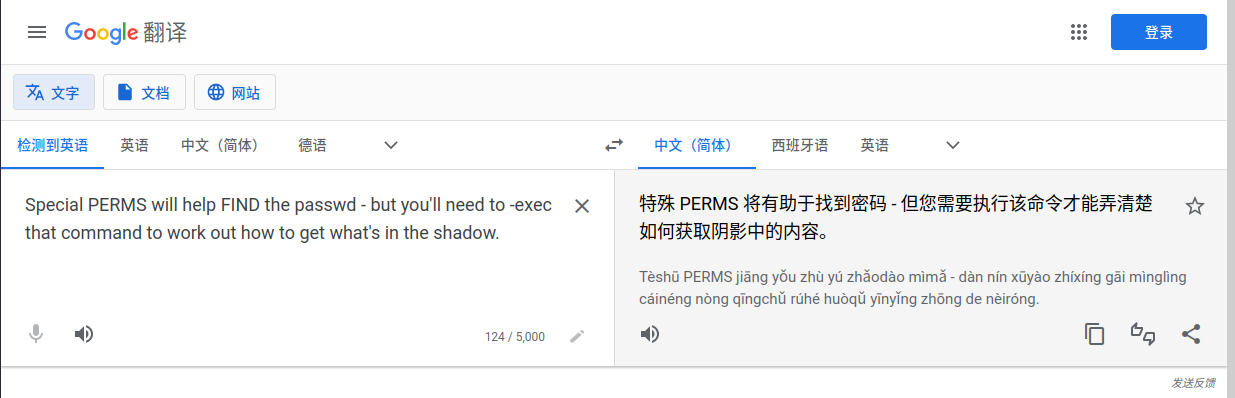 Google 翻译
登录
文字
文档
网站
检测到英语 英语 中文（简体） 德语
中文（简体） 西班牙语 英语
Special PERMS will help FIND the passwd - but you'll need to -exec
that command to work out how to get what's in the shadow.
124 / 5,000
特殊 PERMS 将有助于找到密码 - 但您需要执行该命令才能弄清楚
如何获取阴影中的内容。
Tèshū PERMS jiāng yǒu zhù yú zhǎodào mìmǎ - dàn nín xūyào zhíxíng gāi mìnglìng
cáinéng nòng qīngchǔ rúhé huòqǔ yīnyǐng zhōng de nèiróng.
发送反馈